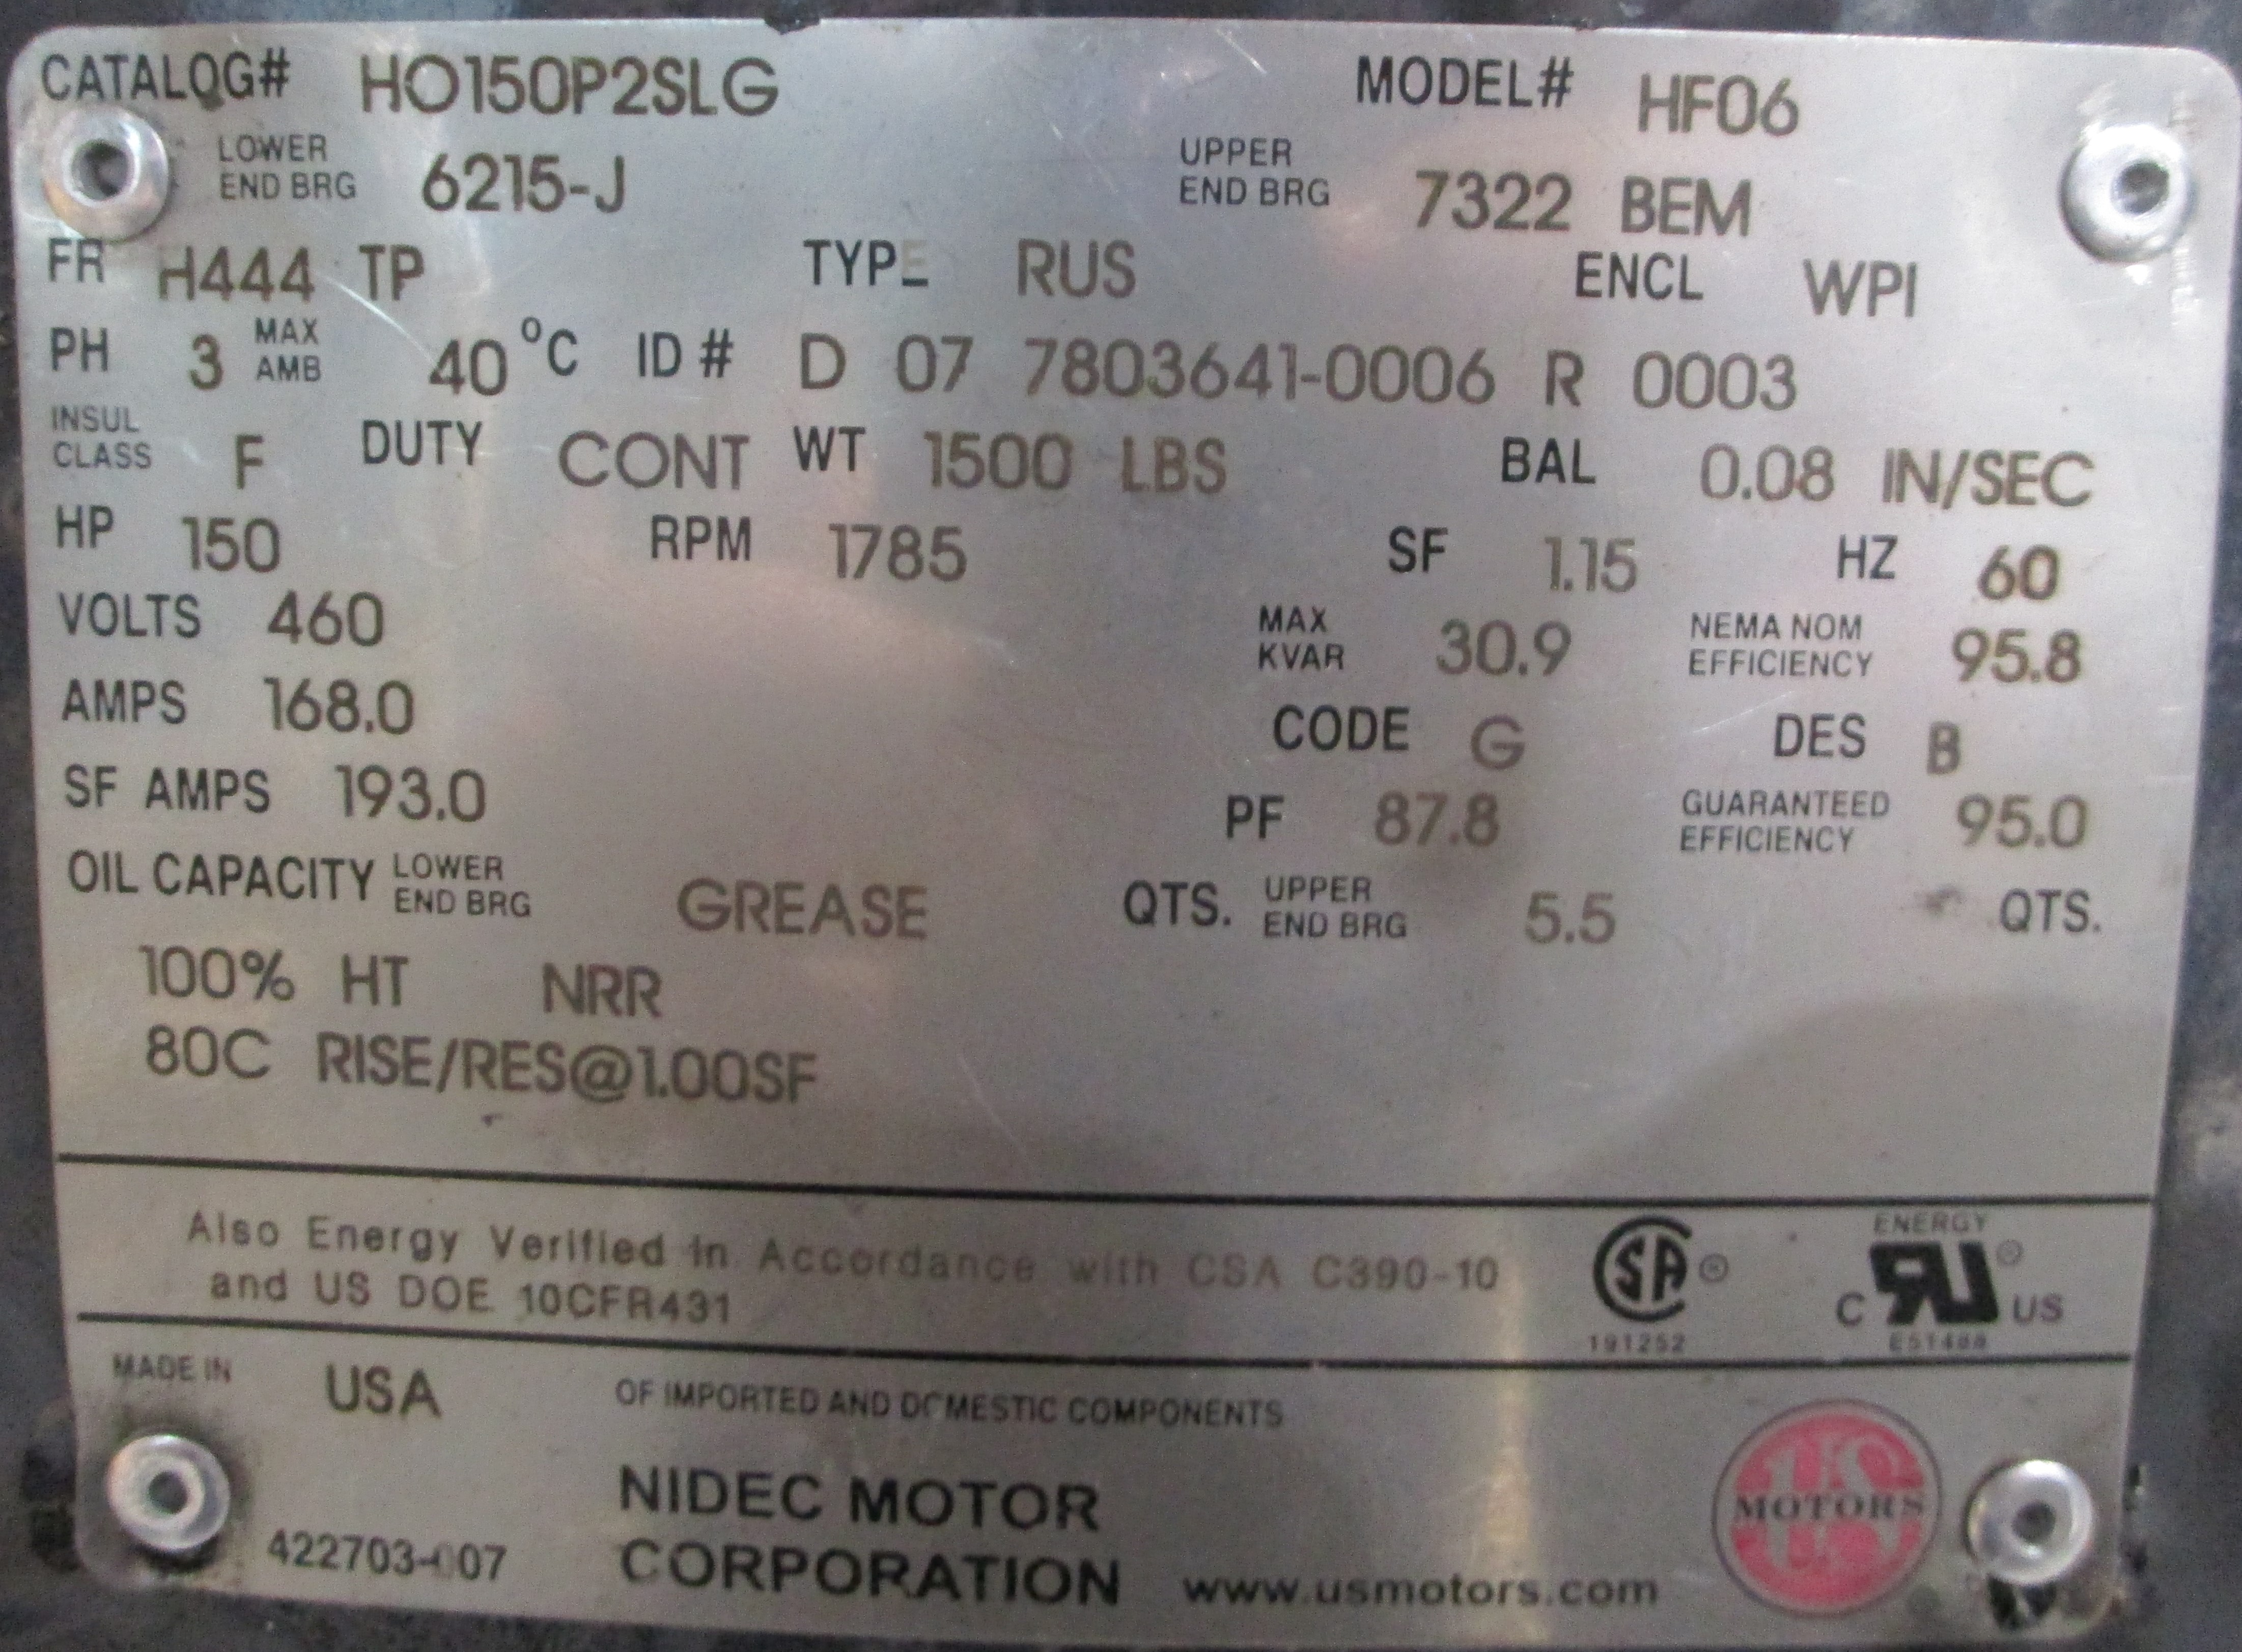 CATALOG# HO150P2SLG MODEL# HF06
LOWER END BRG 6215-J UPPER END BRG 7322 BEM
FR H444 TP TYPE RUS ENCL WPI
PH 3 MAX AMB 40°C ID# D 07 7803641-0006 R 0003
INSUL CLASS F DUTY CONT WT 1500 LBS BAL 0.08 IN/SEC
HP 150 RPM 1785 SF 1.15 HZ 60
VOLTS 460 MAX KVAR 30.9 NEMA NOM EFFICIENCY 95.8
AMPS 168.0 CODE G DES B
SF AMPS 193.0 PF 87.8 GUARANTEED EFFICIENCY 95.0
OIL CAPACITY LOWER END BRG GREASE QTS. UPPER END BRG 5.5 QTS.
100% HT NRR
80C RISE/RES@1.00SF
Also Energy Verified in Accordance with CSA C390-10
and US DOE 10CFR431
SA ®
191252
ENERGY
C RU ® US
MADE IN USA OF IMPORTED AND DOMESTIC COMPONENTS
NIDEC MOTOR
CORPORATION
422703-007
www.usmotors.com
US
MOTORS